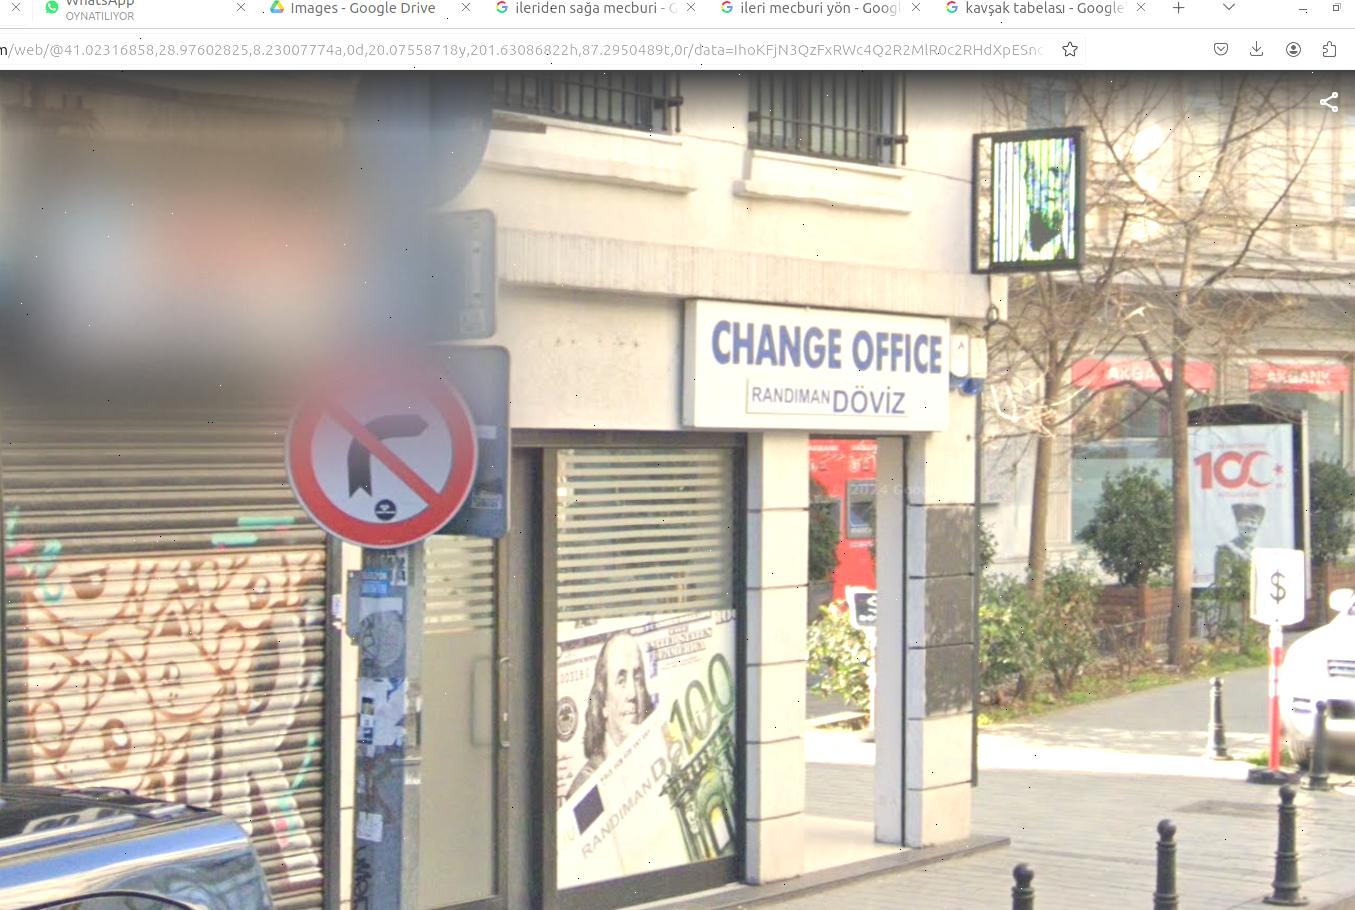 WhatsApp
OYNATILIYOR
Images - Google Drive
ileriden sağa mecburi - G
ileri mecburi yön - Googl
kavşak tabelası - Google
m/web/@41.02316858,28.97602825,8.23007774a,0d,20.07558718y,201.63086822h,87.2950489t,0r/data=IhoKFjN3QzFxRWc4Q2R2MlR0c2RHdXpESnc
CHANGE OFFICE
RANDIMAN DÖVİZ
AKBANK
AKBANK
100
$
100
RANDIMAN DÖVİZ